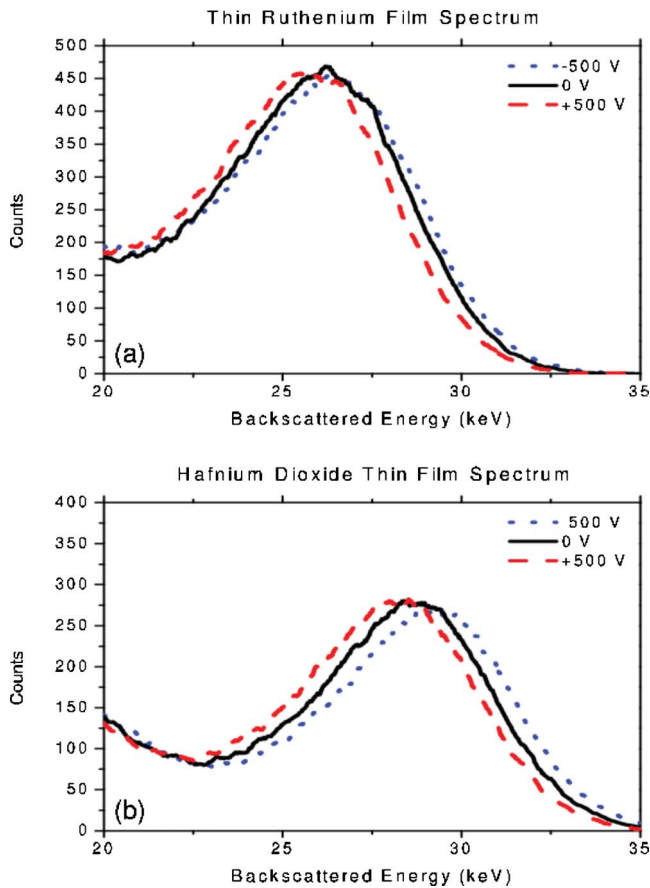 Thin Ruthenium Film Spectrum
500
450
400
350
300
250
200
150
100
50
0
Counts
-500 V
0 V
+500 V
(a)
20 25 30 35
Backscattered Energy (keV)
Hafnium Dioxide Thin Film Spectrum
400
350
300
250
200
150
100
50
0
Counts
500 V
0 V
+500 V
(b)
20 25 30 35
Backscattered Energy (keV)